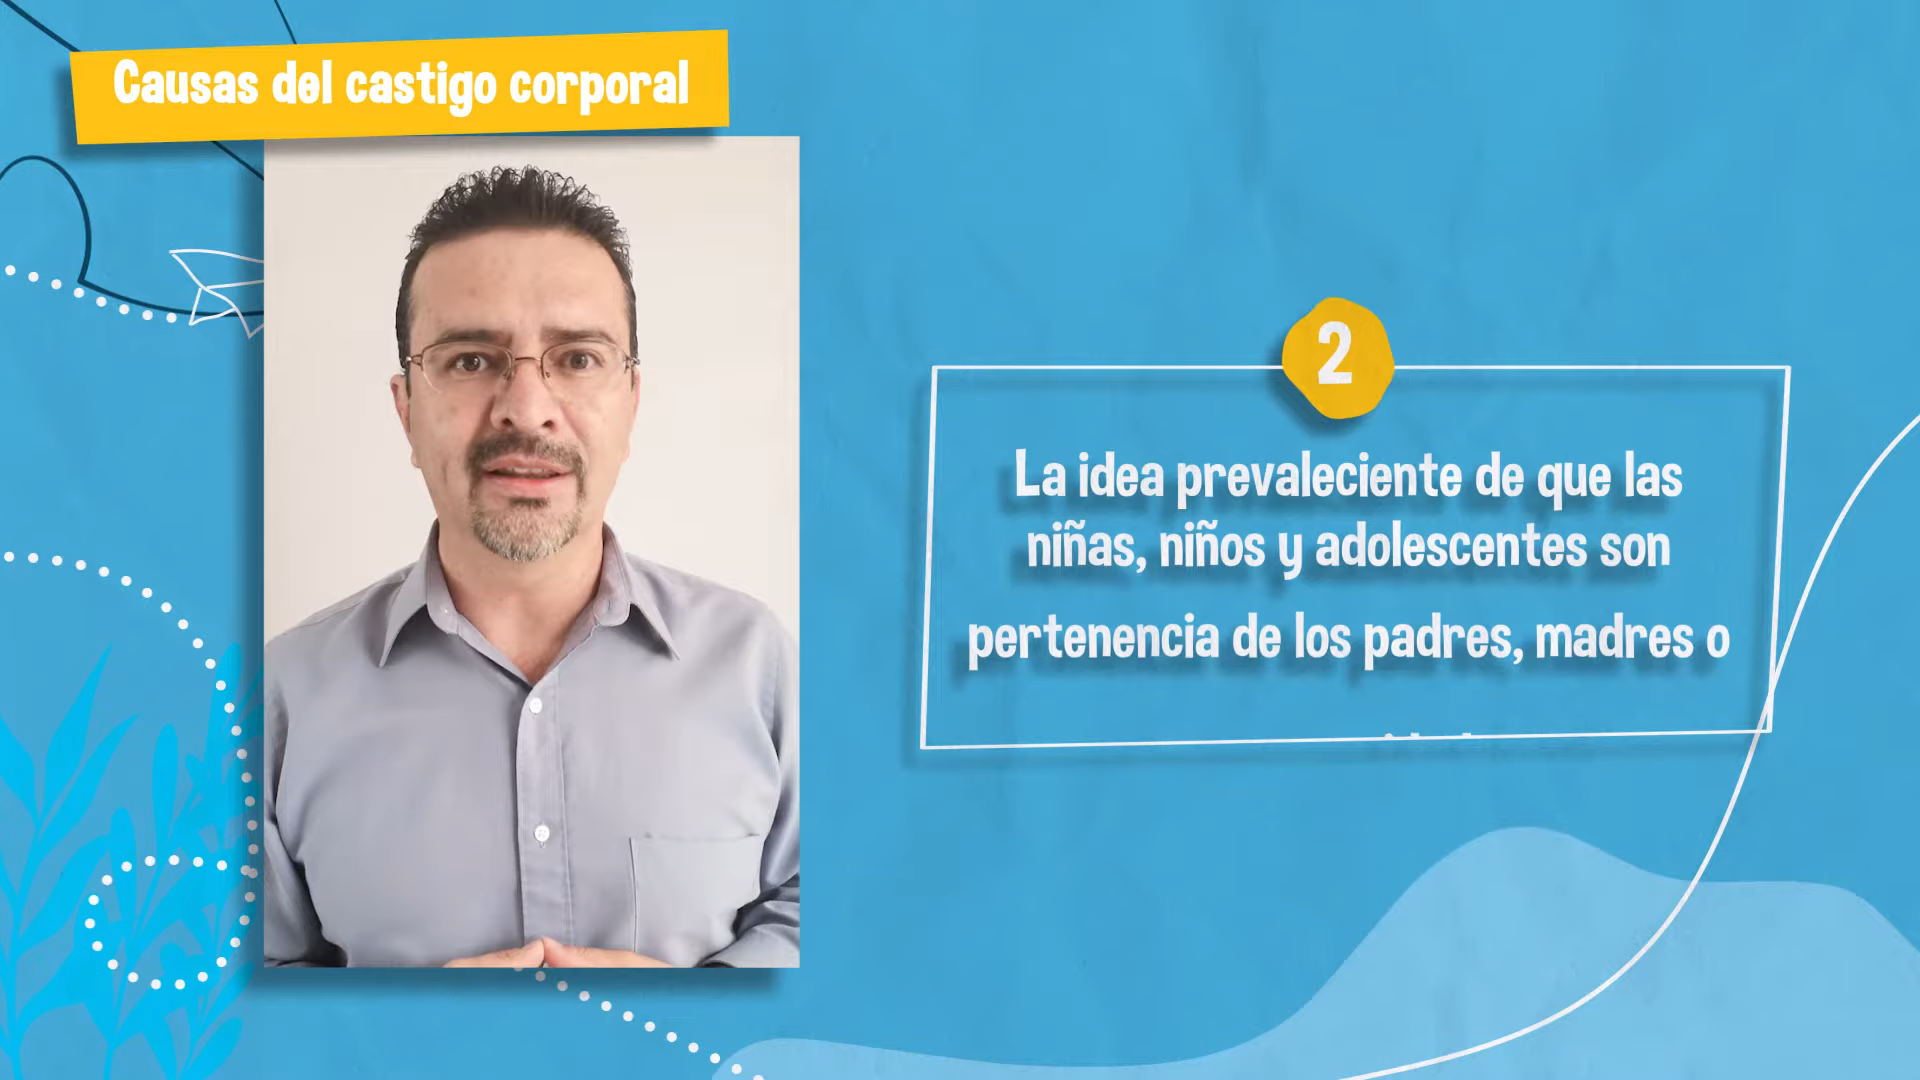 Causas del castigo corporal
2
La idea prevaleciente de que las
niñas, niños y adolescentes son
pertenencia de los padres, madres o